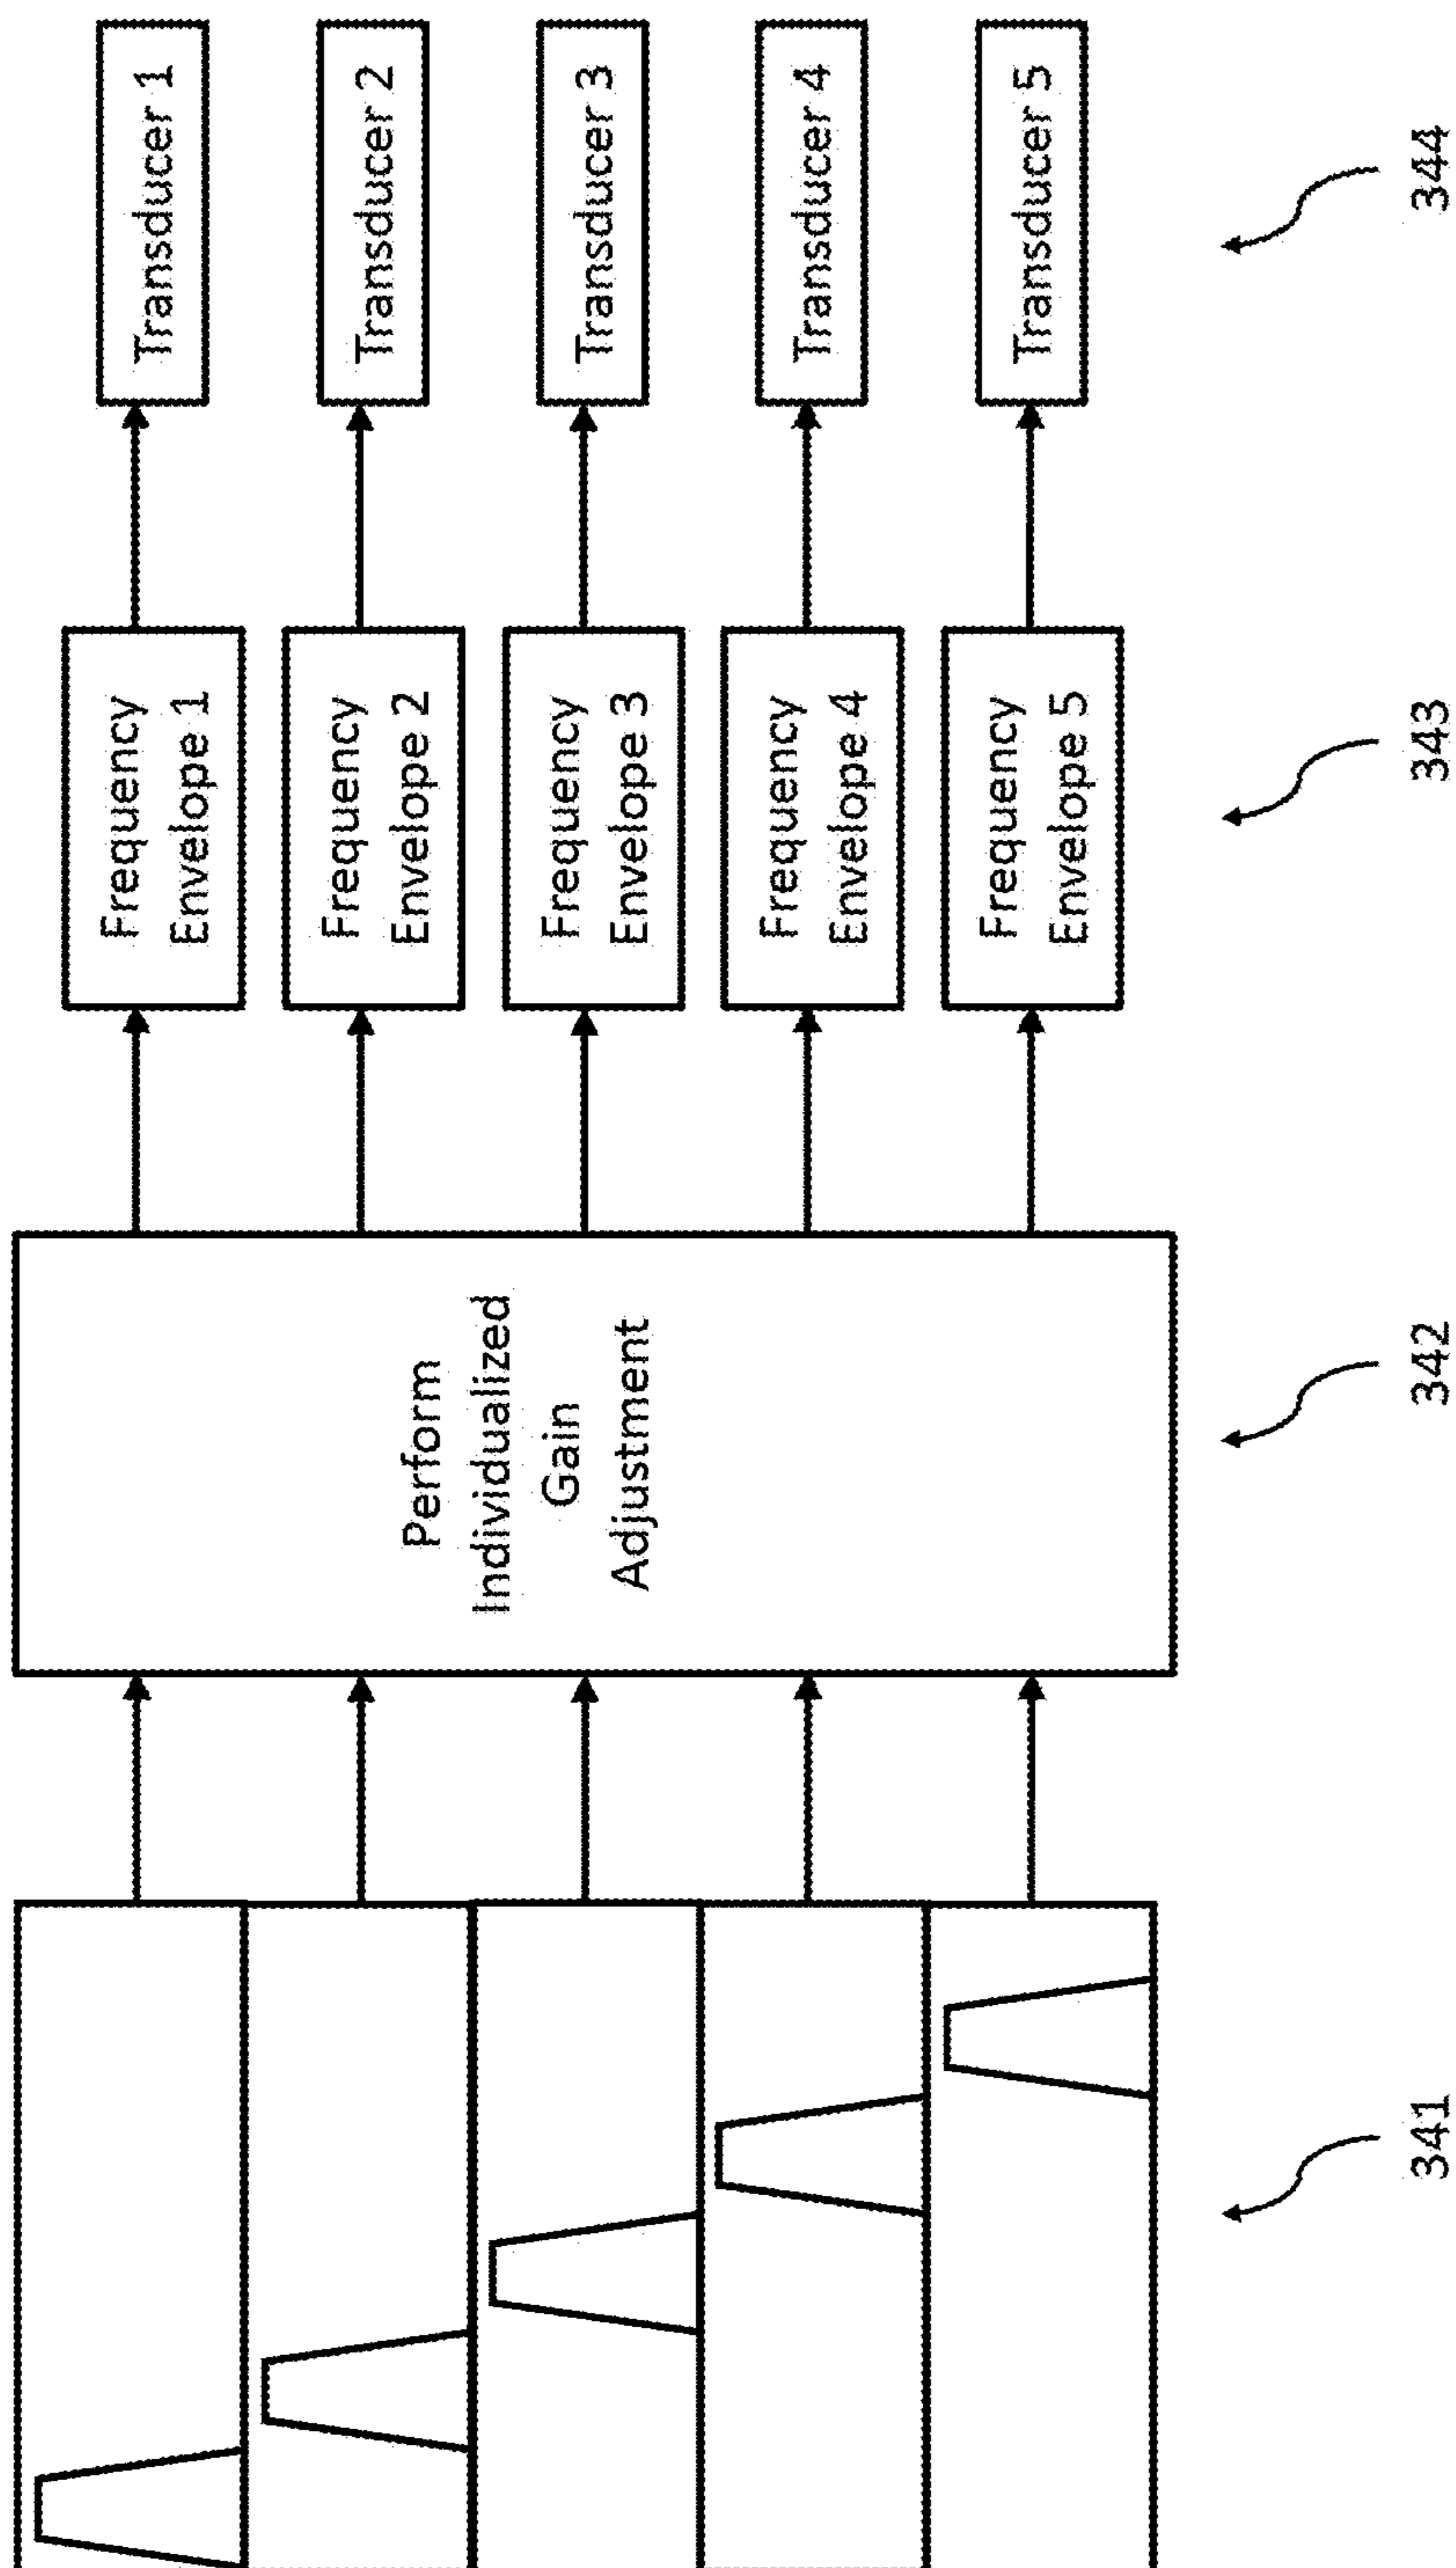 Perform
Individualized
Gain
Adjustment
Frequency
Envelope 1
Frequency
Envelope 2
Frequency
Envelope 3
Frequency
Envelope 4
Frequency
Envelope 5
Transducer 1
Transducer 2
Transducer 3
Transducer 4
Transducer 5
341
342
343
344